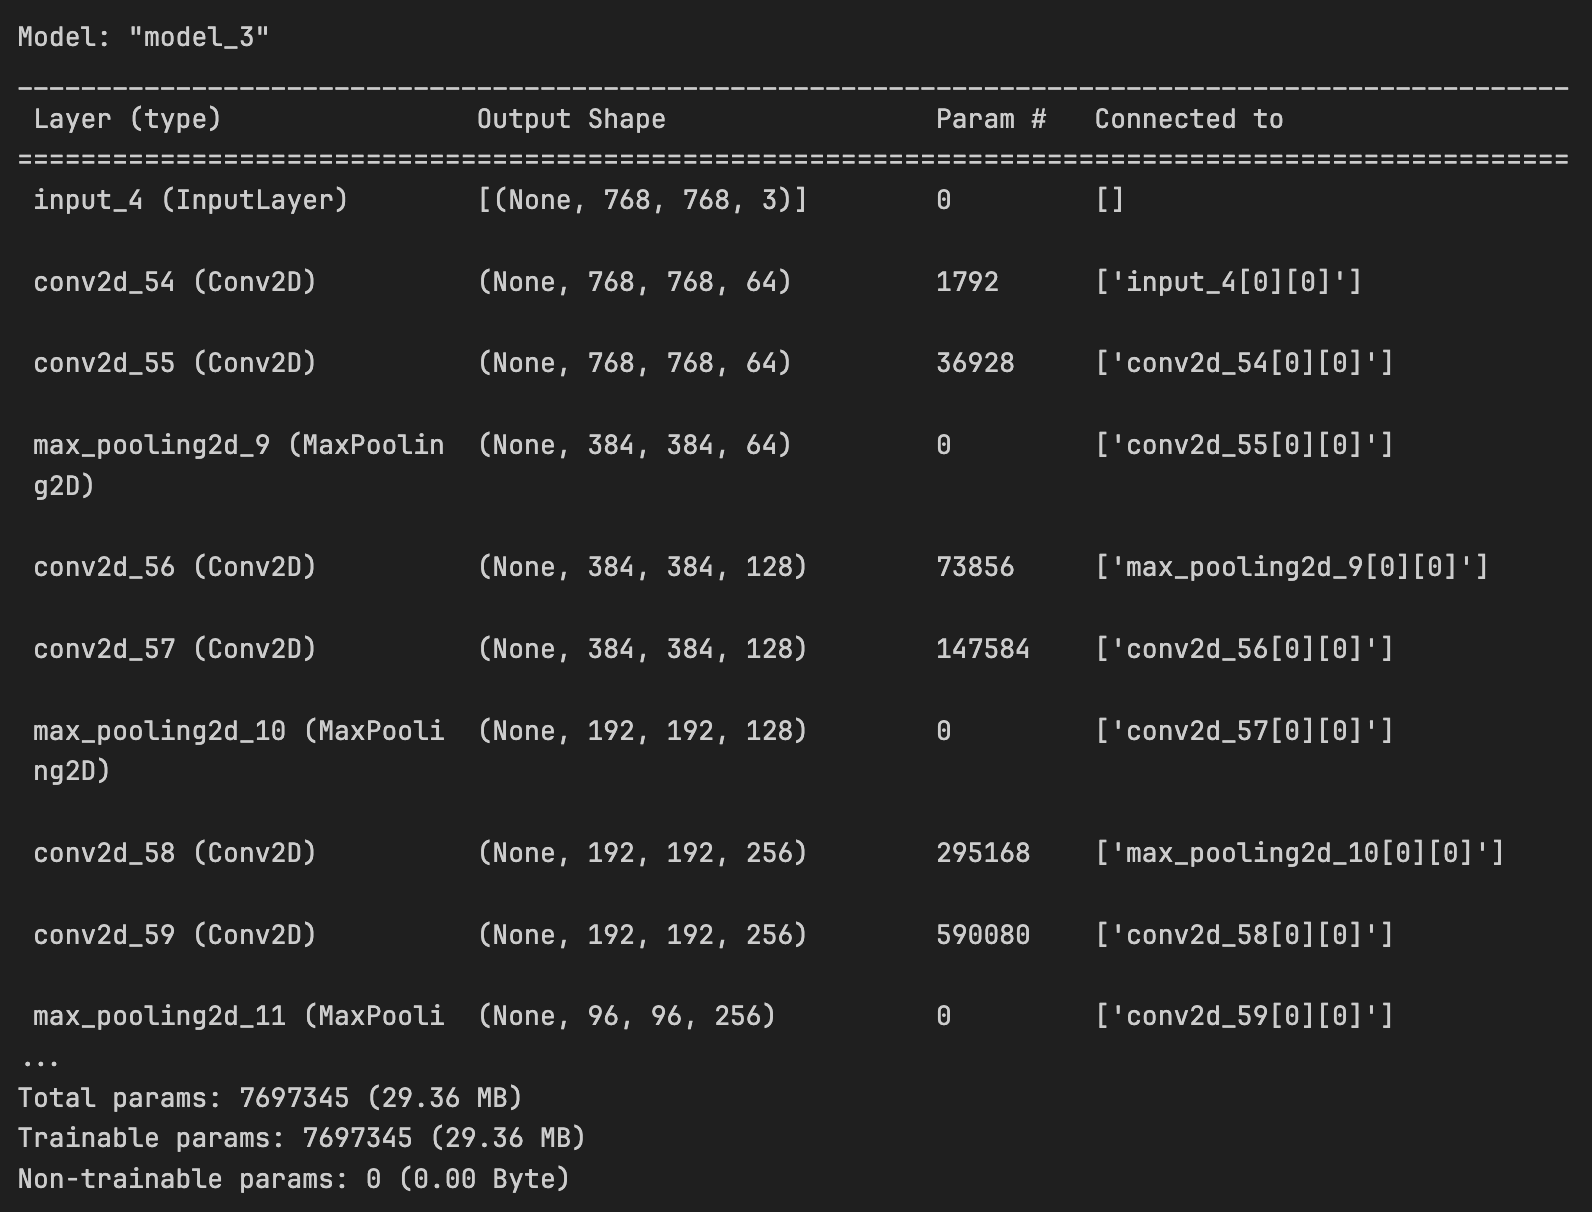 Model: "model_3"
__________________________________________________________________________________________________
Layer (type) Output Shape Param # Connected to
==================================================================================================
input_4 (InputLayer) [(None, 768, 768, 3)] 0 []
conv2d_54 (Conv2D) (None, 768, 768, 64) 1792 ['input_4[0][0]']
conv2d_55 (Conv2D) (None, 768, 768, 64) 36928 ['conv2d_54[0][0]']
max_pooling2d_9 (MaxPoolin (None, 384, 384, 64) 0 ['conv2d_55[0][0]']
g2D)
conv2d_56 (Conv2D) (None, 384, 384, 128) 73856 ['max_pooling2d_9[0][0]']
conv2d_57 (Conv2D) (None, 384, 384, 128) 147584 ['conv2d_56[0][0]']
max_pooling2d_10 (MaxPooli (None, 192, 192, 128) 0 ['conv2d_57[0][0]']
ng2D)
conv2d_58 (Conv2D) (None, 192, 192, 256) 295168 ['max_pooling2d_10[0][0]']
conv2d_59 (Conv2D) (None, 192, 192, 256) 590080 ['conv2d_58[0][0]']
max_pooling2d_11 (MaxPooli (None, 96, 96, 256) 0 ['conv2d_59[0][0]']
...
Total params: 7697345 (29.36 MB)
Trainable params: 7697345 (29.36 MB)
Non-trainable params: 0 (0.00 Byte)